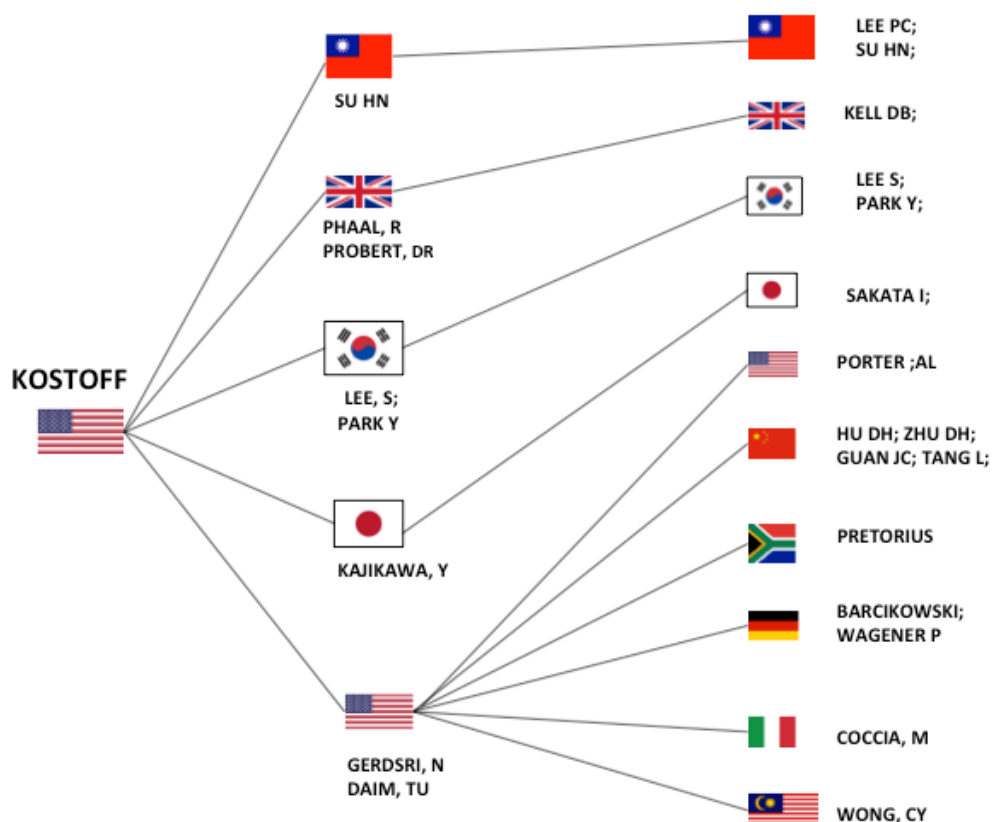 KOSTOFF
SU HN
PHAAL, R
PROBERT, DR
LEE, S;
PARK Y
KAJIKAWA, Y
GERDSRI, N
DAIM, TU
LEE PC;
SU HN;
KELL DB;
LEE S;
PARK Y;
SAKATA I;
PORTER ;AL
HU DH; ZHU DH;
GUAN JC; TANG L;
PRETORIUS
BARCIKOWSKI;
WAGENER P
COCCIA, M
WONG, CY